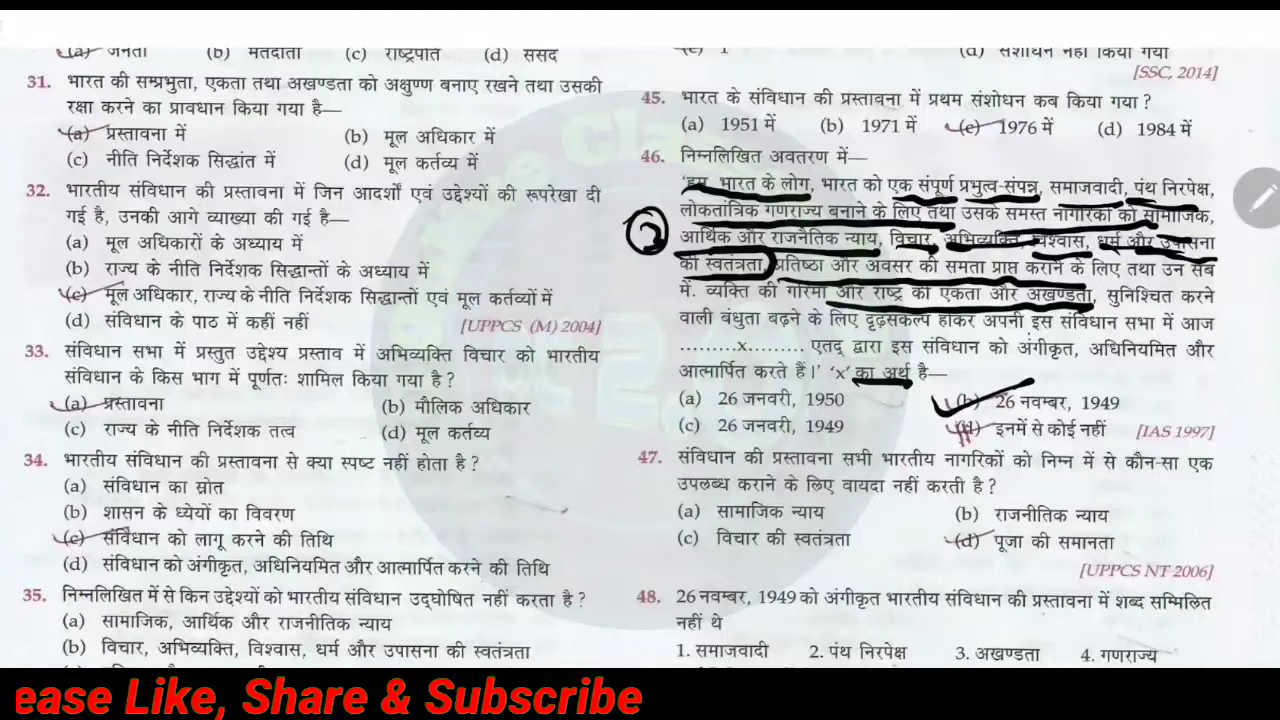 (a) जनता (b) मतदाता (c) राष्ट्रपति (d) संसद
31. भारत की सम्प्रभुता, एकता तथा अखण्डता को अक्षुण्ण बनाए रखने तथा उसकी
रक्षा करने का प्रावधान किया गया है—
(a) प्रस्तावना में (b) मूल अधिकार में
(c) नीति निर्देशक सिद्धांत में (d) मूल कर्तव्य में
32. भारतीय संविधान की प्रस्तावना में जिन आदर्शों एवं उद्देश्यों की रूपरेखा दी
गई है, उनकी आगे व्याख्या की गई है—
(a) मूल अधिकारों के अध्याय में
(b) राज्य के नीति निर्देशक सिद्धान्तों के अध्याय में
(c) मूल अधिकार, राज्य के नीति निर्देशक सिद्धान्तों एवं मूल कर्तव्यों में
(d) संविधान के पाठ में कहीं नहीं [UPPCS (M) 2004]
33. संविधान सभा में प्रस्तुत उद्देश्य प्रस्ताव में अभिव्यक्ति विचार को भारतीय
संविधान के किस भाग में पूर्णतः शामिल किया गया है ?
(a) प्रस्तावना (b) मौलिक अधिकार
(c) राज्य के नीति निर्देशक तत्व (d) मूल कर्तव्य
34. भारतीय संविधान की प्रस्तावना से क्या स्पष्ट नहीं होता है ?
(a) संविधान का स्रोत
(b) शासन के ध्येयों का विवरण
(c) संविधान को लागू करने की तिथि
(d) संविधान को अंगीकृत, अधिनियमित और आत्मार्पित करने की तिथि
35. निम्नलिखित में से किन उद्देश्यों को भारतीय संविधान उद्घोषित नहीं करता है ?
(a) सामाजिक, आर्थिक और राजनीतिक न्याय
(b) विचार, अभिव्यक्ति, विश्वास, धर्म और उपासना की स्वतंत्रता
(c) 1 (d) संशोधन नहीं किया गया
[SSC, 2014]
45. भारत के संविधान की प्रस्तावना में प्रथम संशोधन कब किया गया ?
(a) 1951 में (b) 1971 में (c) 1976 में (d) 1984 में
46. निम्नलिखित अवतरण में—
'हम, भारत के लोग, भारत को एक संपूर्ण प्रभुत्व-संपन्न, समाजवादी, पंथ निरपेक्ष,
लोकतांत्रिक गणराज्य बनाने के लिए तथा उसके समस्त नागरिकों को सामाजिक,
आर्थिक और राजनैतिक न्याय, विचार, अभिव्यक्ति, विश्वास, धर्म और उपासना
की स्वतंत्रता, प्रतिष्ठा और अवसर की समता प्राप्त कराने के लिए तथा उन सब
में. व्यक्ति की गरिमा और राष्ट्र की एकता और अखण्डता, सुनिश्चित करने
वाली बंधुता बढ़ने के लिए दृढ़संकल्प होकर अपनी इस संविधान सभा में आज
.........x......... एतद् द्वारा इस संविधान को अंगीकृत, अधिनियमित और
आत्मार्पित करते हैं।' 'x' का अर्थ है—
(a) 26 जनवरी, 1950 (b) 26 नवम्बर, 1949
(c) 26 जनवरी, 1949 (d) इनमें से कोई नहीं [IAS 1997]
47. संविधान की प्रस्तावना सभी भारतीय नागरिकों को निम्न में से कौन-सा एक
उपलब्ध कराने के लिए वायदा नहीं करती है ?
(a) सामाजिक न्याय (b) राजनीतिक न्याय
(c) विचार की स्वतंत्रता (d) पूजा की समानता
[UPPCS NT 2006]
48. 26 नवम्बर, 1949 को अंगीकृत भारतीय संविधान की प्रस्तावना में शब्द सम्मिलित
नहीं थे
1. समाजवादी 2. पंथ निरपेक्ष 3. अखण्डता 4. गणराज्य
ease Like, Share & Subscribe